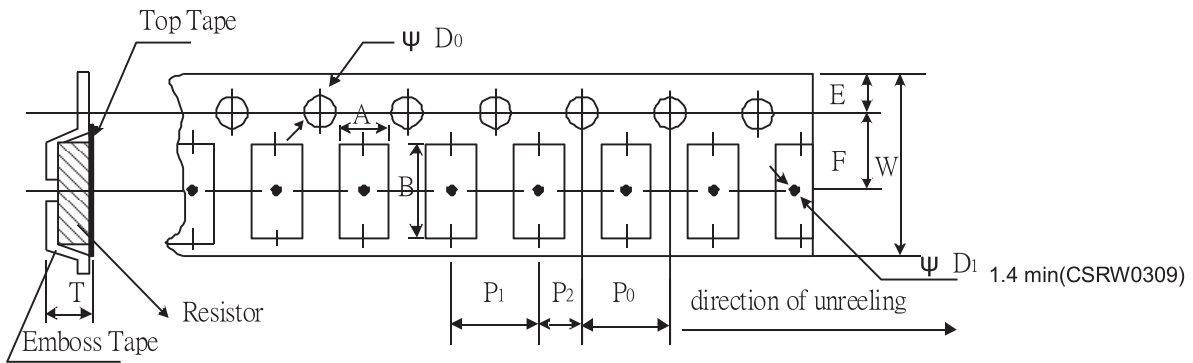 Top Tape
ψ D0
A
E
B
F
W
T
Resistor
Emboss Tape
P1
P2
P0
direction of unreeling
ψ D1 1.4 min(CSRW0309)